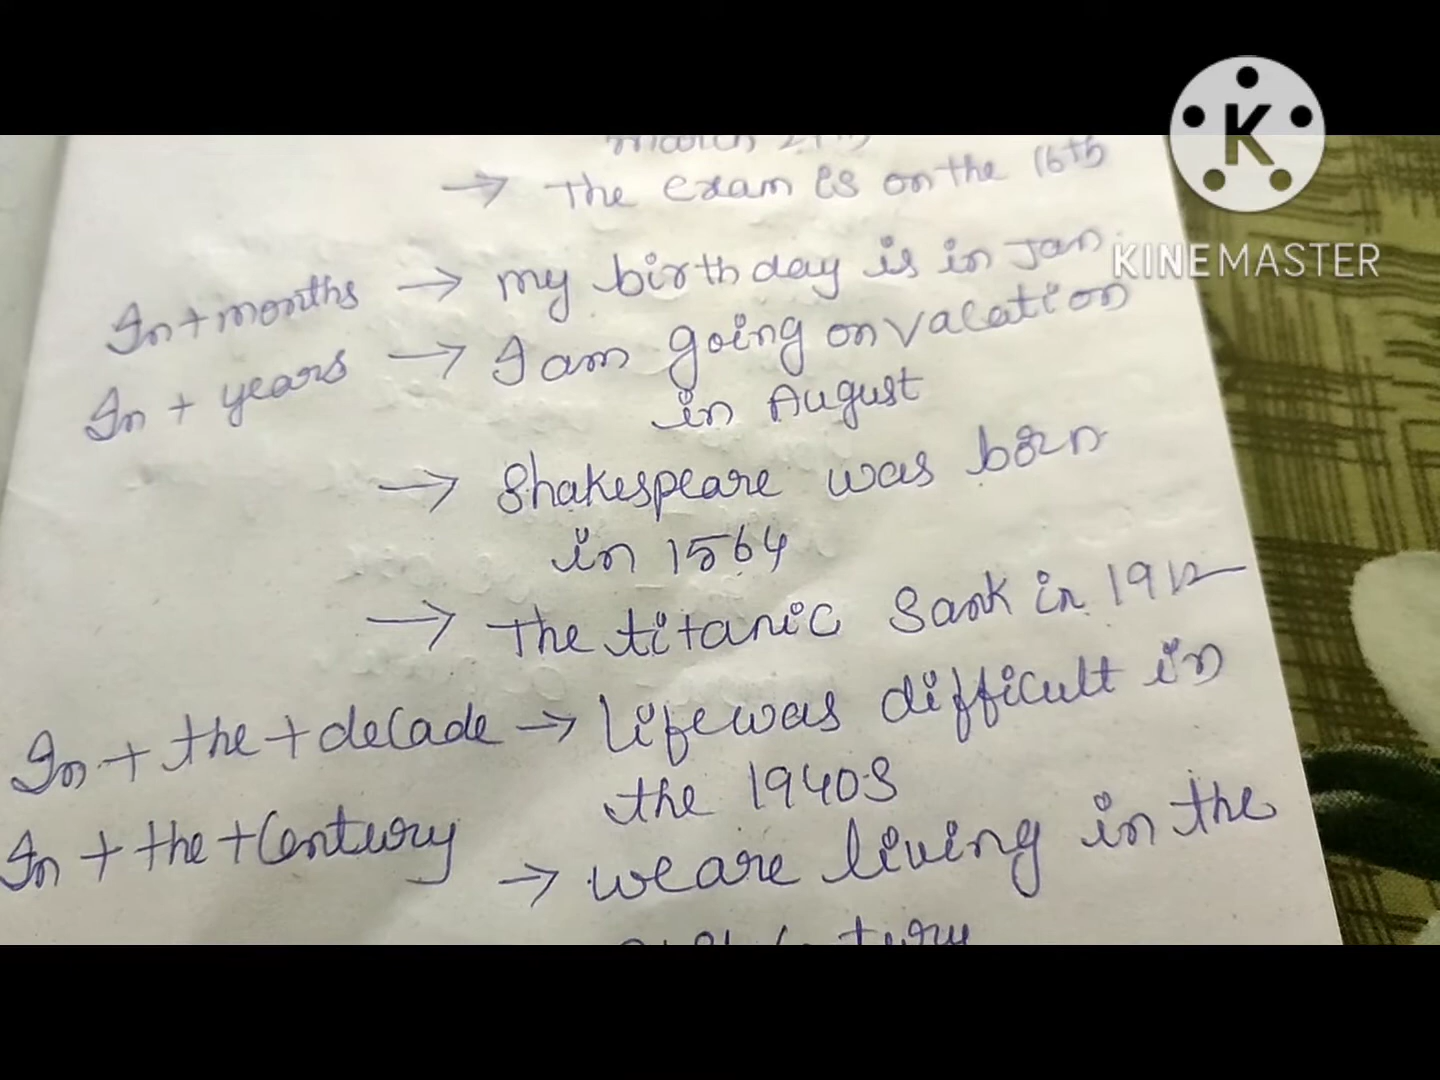 → The exam is on the 16th
In + months → my birthday is in Jan.
In + years → I am going on vacation
in August
→ Shakespeare was born
in 1564
→ The titanic sank in 1912
In + the + decade → life was difficult in
the 1940s
In + the + Century
→ we are living in the
K
KINEMASTER